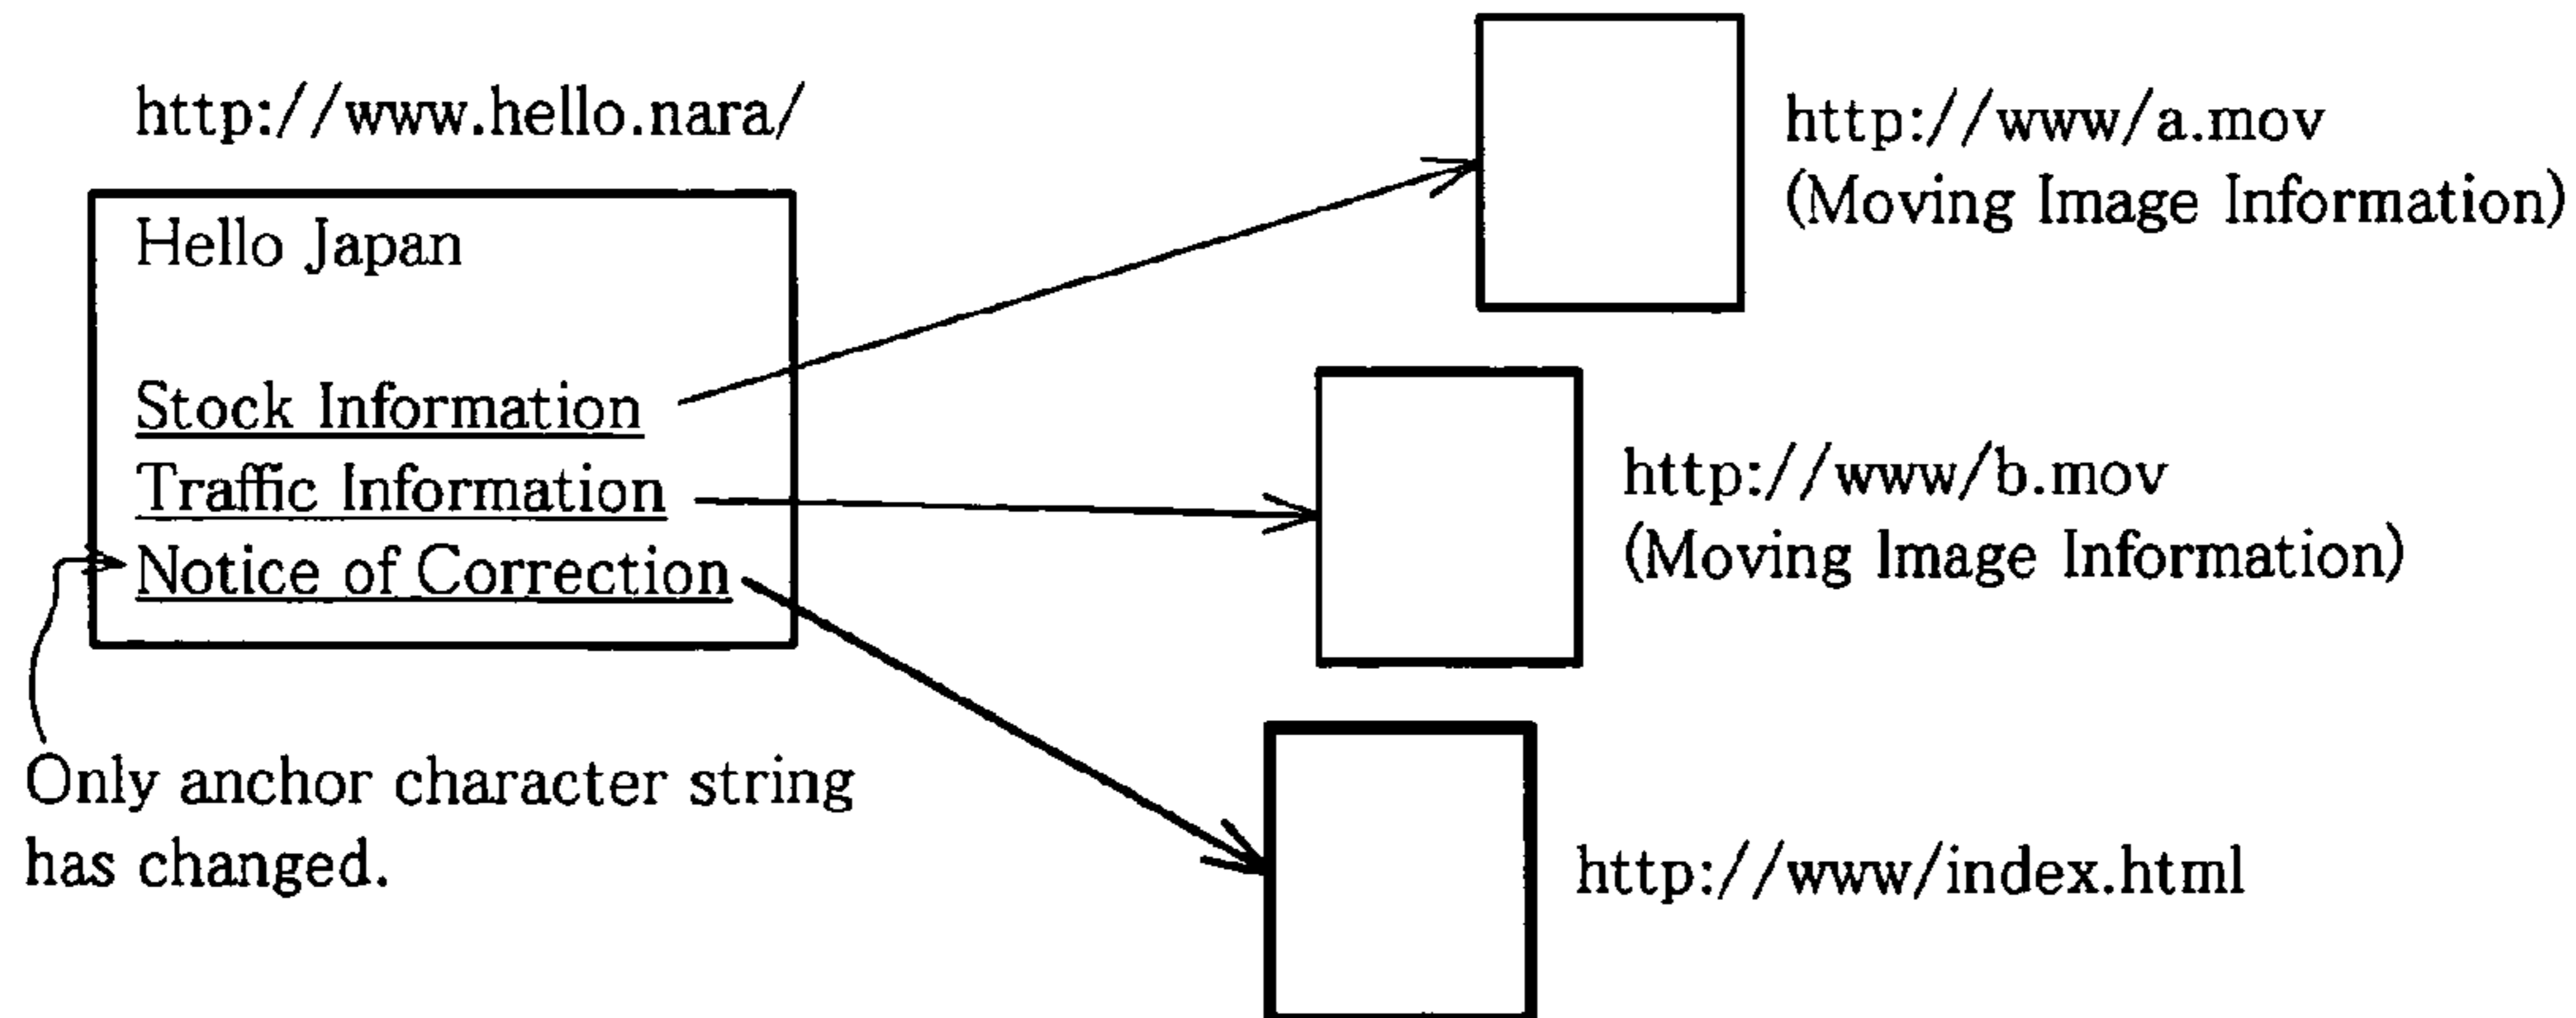 http://www.hello.nara/
Hello Japan
Stock Information
Traffic Information
Notice of Correction
Only anchor character string
has changed.
http://www/a.mov
(Moving Image Information)
http://www/b.mov
(Moving Image Information)
http://www/index.html